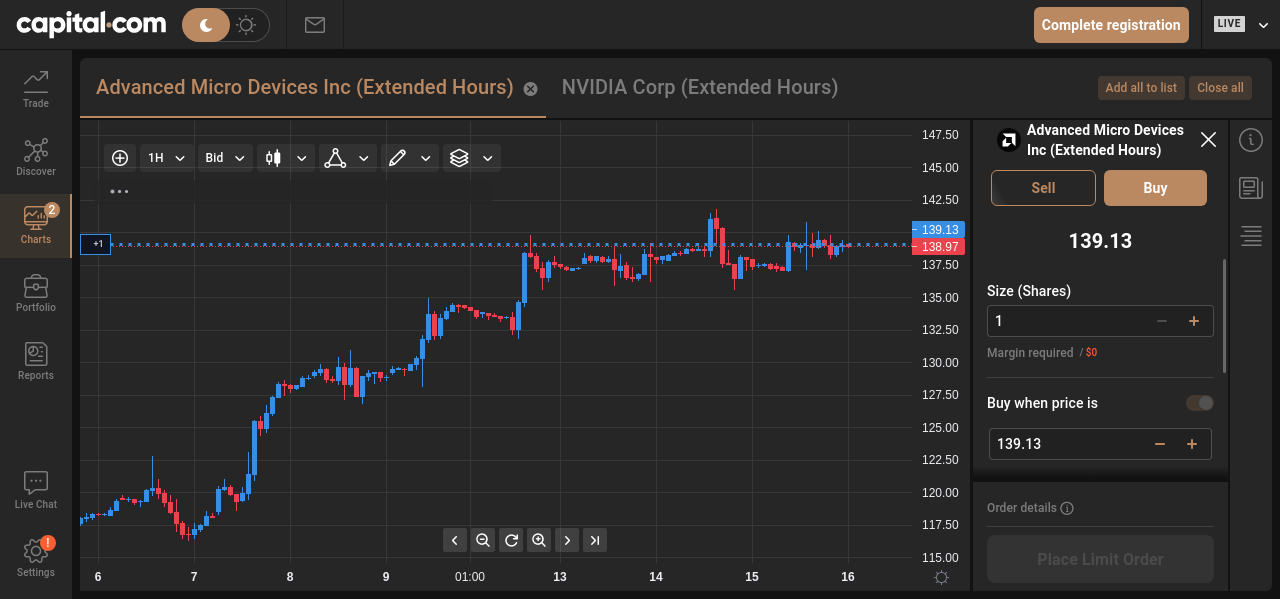 capital.com
Complete registration
LIVE
Trade
Discover
2
Charts
Portfolio
Reports
Live Chat
!
Settings
Advanced Micro Devices Inc (Extended Hours)
NVIDIA Corp (Extended Hours)
Add all to list
Close all
1H
Bid
+1
147.50
145.00
142.50
139.13
138.97
137.50
135.00
132.50
130.00
127.50
125.00
122.50
120.00
117.50
115.00
6
7
8
9
01:00
13
14
15
16
Advanced Micro Devices
Inc (Extended Hours)
Sell
Buy
139.13
Size (Shares)
1
Margin required / $0
Buy when price is
139.13
Order details
Place Limit Order